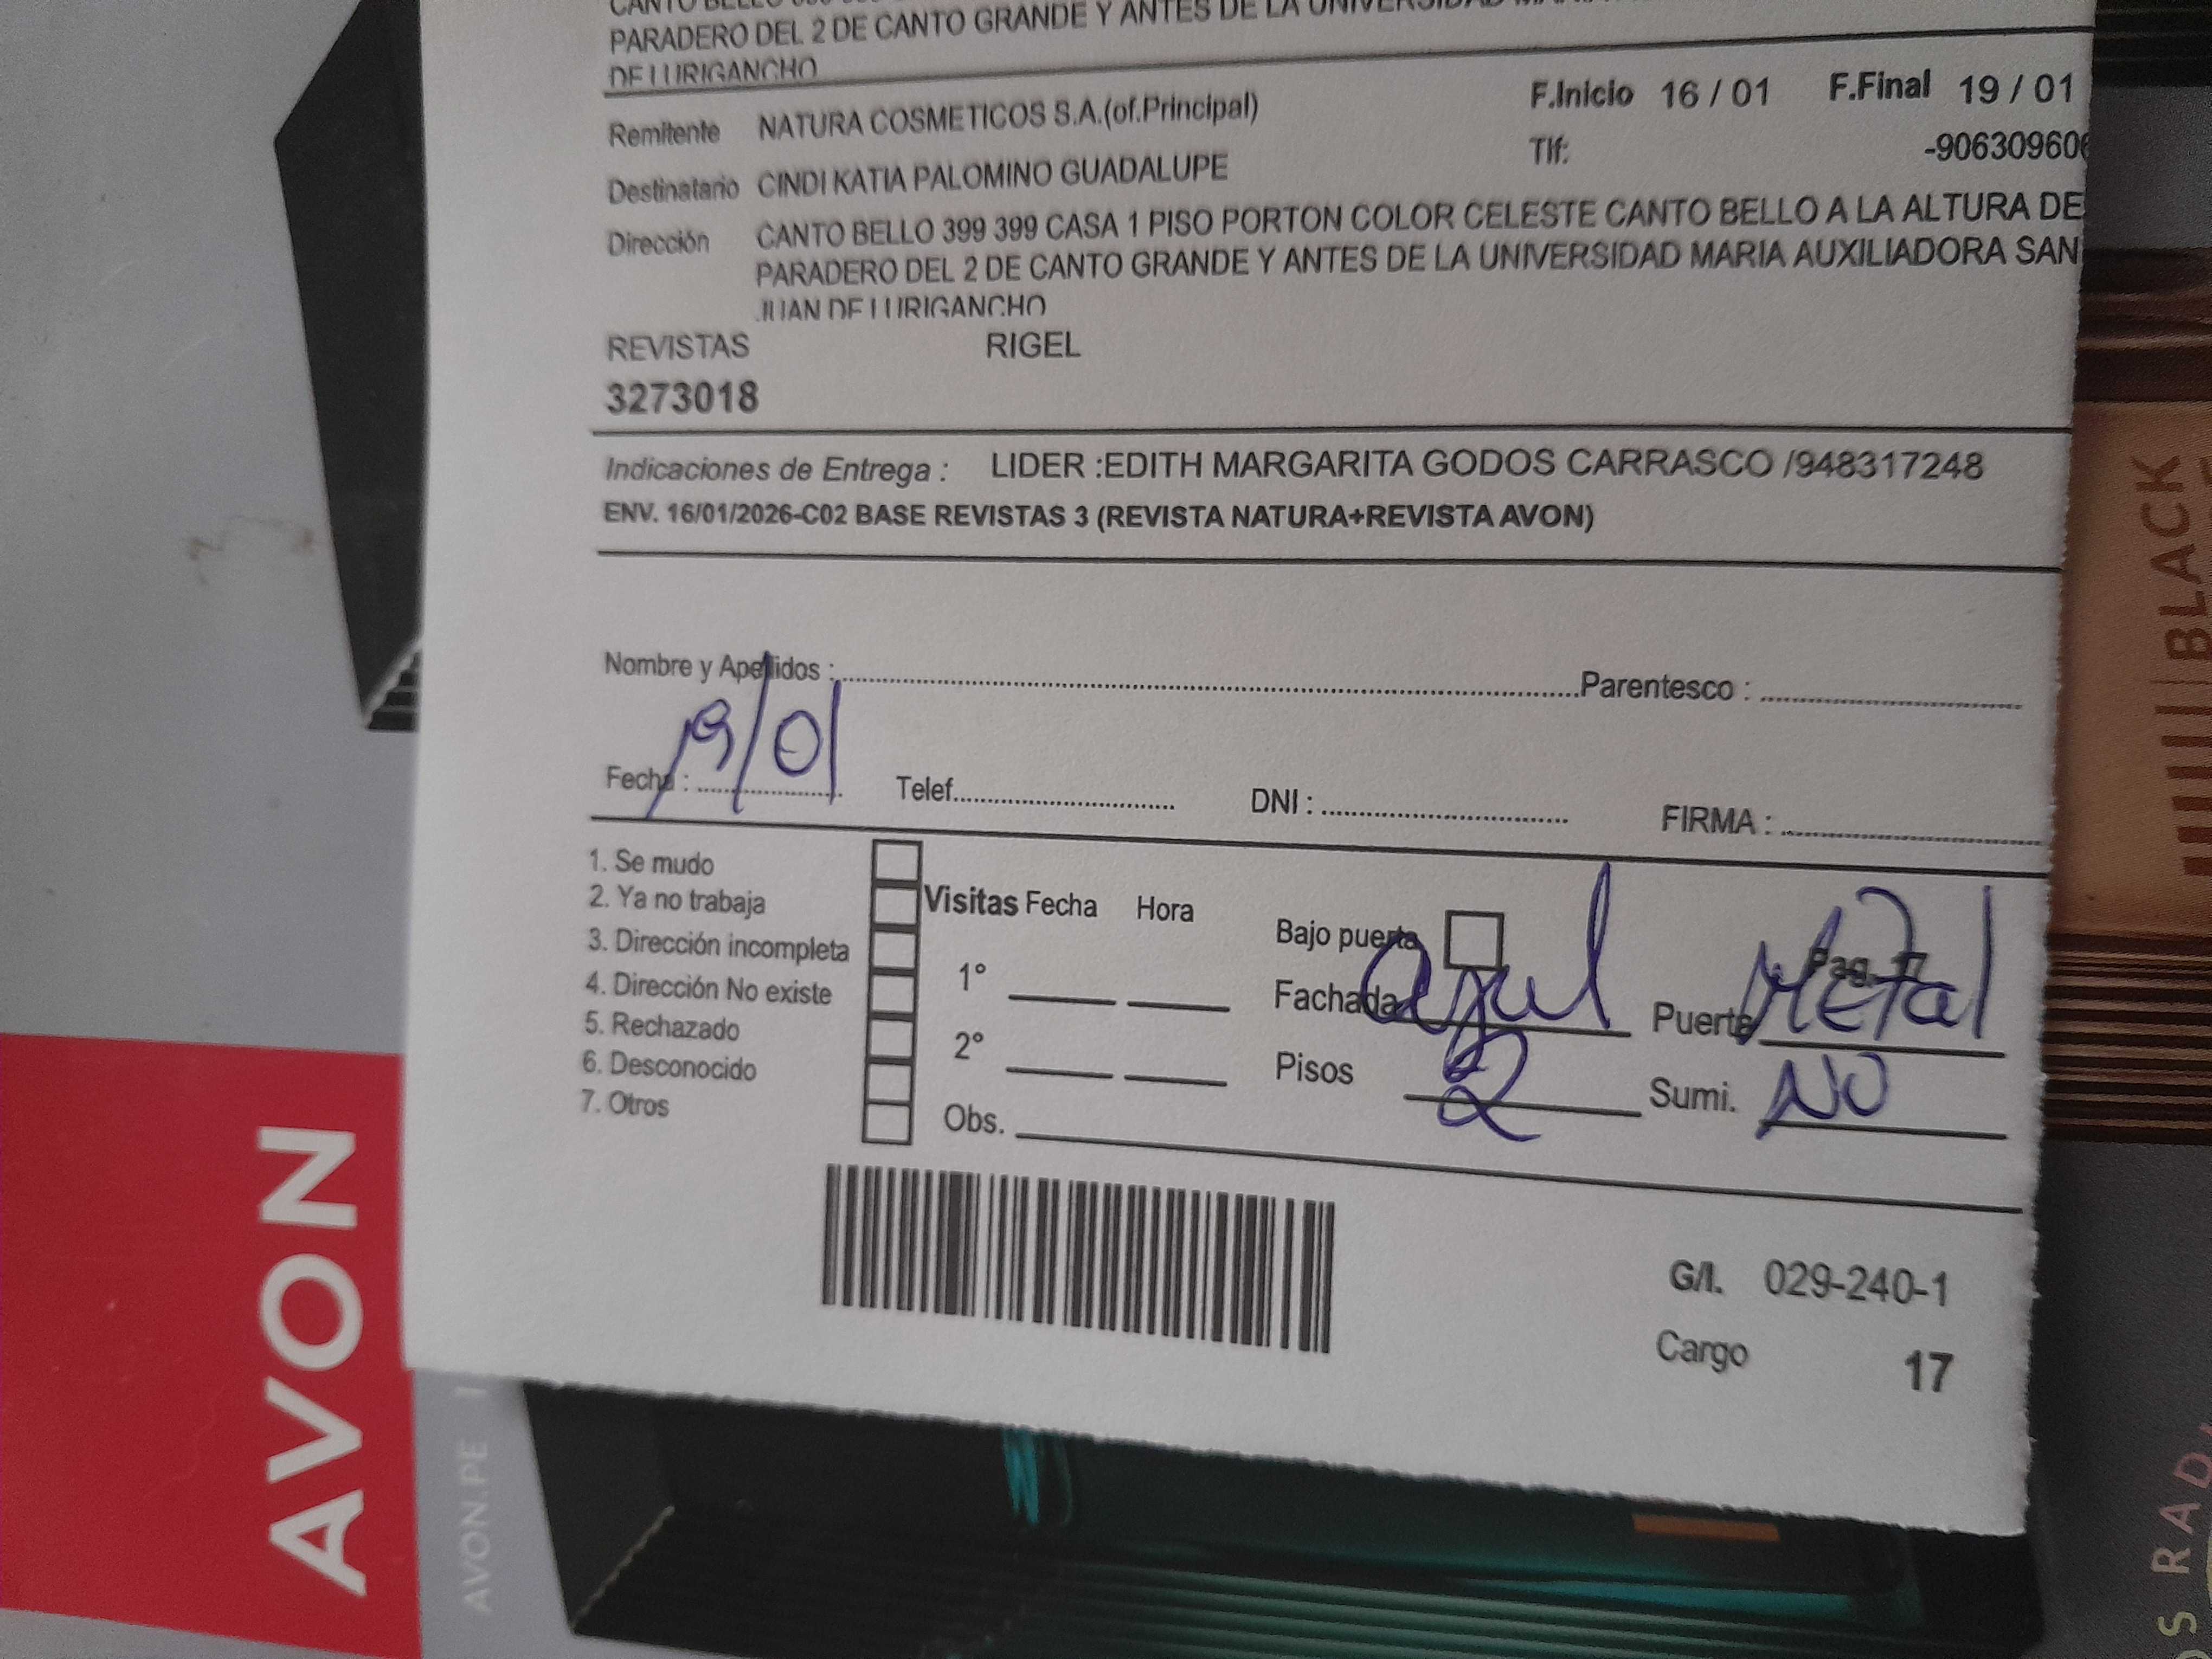 CANTO BELLO
PARADERO DEL 2 DE CANTO GRANDE Y ANTES DE LA UNIVERSIDAD
DE LURIGANCHO
Remitente NATURA COSMETICOS S.A.(of.Principal) F.Inicio 16 / 01 F.Final 19 / 01
Destinatario CINDI KATIA PALOMINO GUADALUPE Tlf: -90630960
Dirección CANTO BELLO 399 399 CASA 1 PISO PORTON COLOR CELESTE CANTO BELLO A LA ALTURA DE
PARADERO DEL 2 DE CANTO GRANDE Y ANTES DE LA UNIVERSIDAD MARIA AUXILIADORA SAN
JUAN DE LURIGANCHO
REVISTAS RIGEL
3273018
Indicaciones de Entrega : LIDER :EDITH MARGARITA GODOS CARRASCO /948317248
ENV. 16/01/2026-C02 BASE REVISTAS 3 (REVISTA NATURA+REVISTA AVON)
Nombre y Apellidos : Parentesco :
Fecha : 19/01 Telef. DNI : FIRMA :
1. Se mudo
2. Ya no trabaja
3. Dirección incompleta
4. Dirección No existe
5. Rechazado
6. Desconocido
7. Otros
Visitas Fecha Hora
1°
2°
Obs.
Bajo puerta
Pag. 17
Fachada azul Puerta Metal
Pisos 2 Sumi. NO
G/I. 029-240-1
Cargo 17
AVON
AVON.PE
BLACK